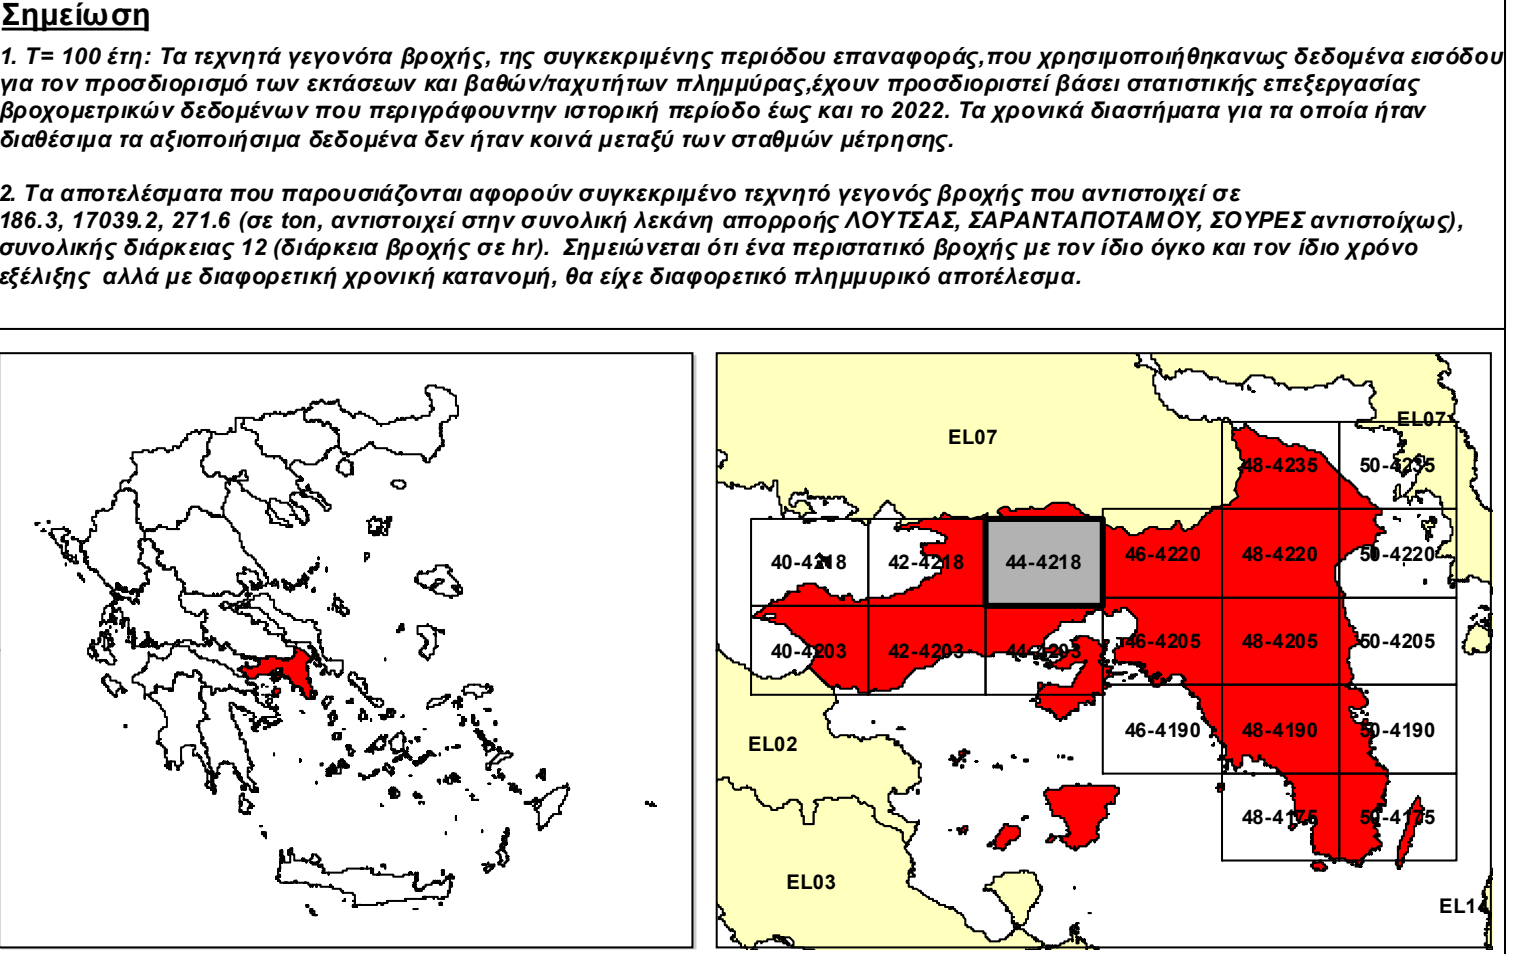 Σημείωση
1. Τ= 100 έτη: Τα τεχνητά γεγονότα βροχής, της συγκεκριμένης περιόδου επαναφοράς,που χρησιμοποιήθηκανως δεδομένα εισόδου
για τον προσδιορισμό των εκτάσεων και βαθών/ταχυτήτων πλημμύρας,έχουν προσδιοριστεί βάσει στατιστικής επεξεργασίας
βροχομετρικών δεδομένων που περιγράφουντην ιστορική περίοδο έως και το 2022. Τα χρονικά διαστήματα για τα οποία ήταν
διαθέσιμα τα αξιοποιήσιμα δεδομένα δεν ήταν κοινά μεταξύ των σταθμών μέτρησης.
2. Τα αποτελέσματα που παρουσιάζονται αφορούν συγκεκριμένο τεχνητό γεγονός βροχής που αντιστοιχεί σε
186.3, 17039.2, 271.6 (σε ton, αντιστοιχεί στην συνολική λεκάνη απορροής ΛΟΥΤΣΑΣ, ΣΑΡΑΝΤΑΠΟΤΑΜΟΥ, ΣΟΥΡΕΣ αντιστοίχως),
συνολικής διάρκειας 12 (διάρκεια βροχής σε hr). Σημειώνεται ότι ένα περιστατικό βροχής με τον ίδιο όγκο και τον ίδιο χρόνο
εξέλιξης αλλά με διαφορετική χρονική κατανομή, θα είχε διαφορετικό πλημμυρικό αποτέλεσμα.
EL07
EL07
48-4235 50-4235
40-4218 42-4218 44-4218 46-4220 48-4220 50-4220
40-4203 42-4203 44-4203 46-4205 48-4205 50-4205
EL02
46-4190 48-4190 50-4190
48-4175 50-4175
EL03
EL14